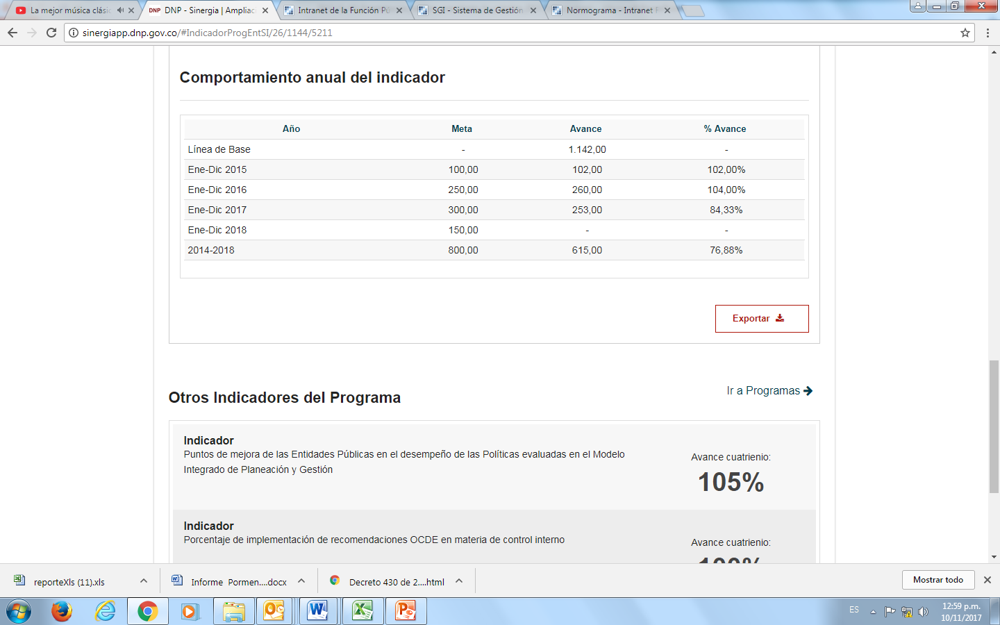 La mejor música clási
DNP DNP - Sinergia | Ampliac
Intranet de la Función Pú
SGI - Sistema de Gestión
Normograma - Intranet
sinergiapp.dnp.gov.co/#IndicadorProgEntSI/26/1144/5211
Comportamiento anual del indicador
Año Meta Avance % Avance
Línea de Base - 1.142,00 -
Ene-Dic 2015 100,00 102,00 102,00%
Ene-Dic 2016 250,00 260,00 104,00%
Ene-Dic 2017 300,00 253,00 84,33%
Ene-Dic 2018 150,00 - -
2014-2018 800,00 615,00 76,88%
Exportar
Ir a Programas
Otros Indicadores del Programa
Indicador
Puntos de mejora de las Entidades Públicas en el desempeño de las Políticas evaluadas en el Modelo
Integrado de Planeación y Gestión
Avance cuatrienio:
105%
Indicador
Porcentaje de implementación de recomendaciones OCDE en materia de control interno
Avance cuatrienio:
reporteXls (11).xls
Informe Pormen....docx
Decreto 430 de 2....html
Mostrar todo
ES
12:59 p.m.
10/11/2017